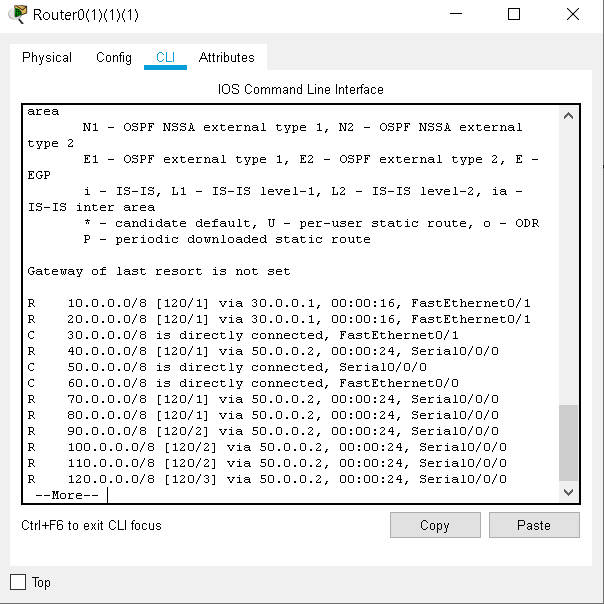 Router0(1)(1)(1)
Physical Config CLI Attributes
IOS Command Line Interface
area
N1 - OSPF NSSA external type 1, N2 - OSPF NSSA external
type 2
E1 - OSPF external type 1, E2 - OSPF external type 2, E -
EGP
i - IS-IS, L1 - IS-IS level-1, L2 - IS-IS level-2, ia -
IS-IS inter area
* - candidate default, U - per-user static route, o - ODR
P - periodic downloaded static route
Gateway of last resort is not set
R 10.0.0.0/8 [120/1] via 30.0.0.1, 00:00:16, FastEthernet0/1
R 20.0.0.0/8 [120/1] via 30.0.0.1, 00:00:16, FastEthernet0/1
C 30.0.0.0/8 is directly connected, FastEthernet0/1
R 40.0.0.0/8 [120/1] via 50.0.0.2, 00:00:24, Serial0/0/0
C 50.0.0.0/8 is directly connected, Serial0/0/0
C 60.0.0.0/8 is directly connected, FastEthernet0/0
R 70.0.0.0/8 [120/1] via 50.0.0.2, 00:00:24, Serial0/0/0
R 80.0.0.0/8 [120/1] via 50.0.0.2, 00:00:24, Serial0/0/0
R 90.0.0.0/8 [120/2] via 50.0.0.2, 00:00:24, Serial0/0/0
R 100.0.0.0/8 [120/2] via 50.0.0.2, 00:00:24, Serial0/0/0
R 110.0.0.0/8 [120/2] via 50.0.0.2, 00:00:24, Serial0/0/0
R 120.0.0.0/8 [120/3] via 50.0.0.2, 00:00:24, Serial0/0/0
--More--
Ctrl+F6 to exit CLI focus
Copy Paste
Top